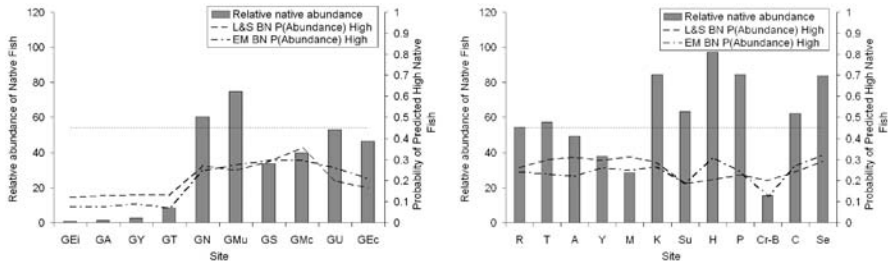 Relative native abundance
L&S BN P(Abundance) High
EM BN P(Abundance) High
Relative abundance of Native Fish
120
100
80
60
40
20
0
1
0.9
0.8
0.7
0.6
0.5
0.4
0.3
0.2
0.1
0
Probability of Predicted High Native
Fish
GEi GA GY GT GN GMu GS GMc GU GEc
Site
Relative native abundance
L&S BN P(Abundance) High
EM BN P(Abundance) High
Relative abundance of Native Fish
120
100
80
60
40
20
0
1
0.9
0.8
0.7
0.6
0.5
0.4
0.3
0.2
0.1
0
Probability of Predicted High Native
Fish
R T A Y M K Su H P Cr-B C Se
Site